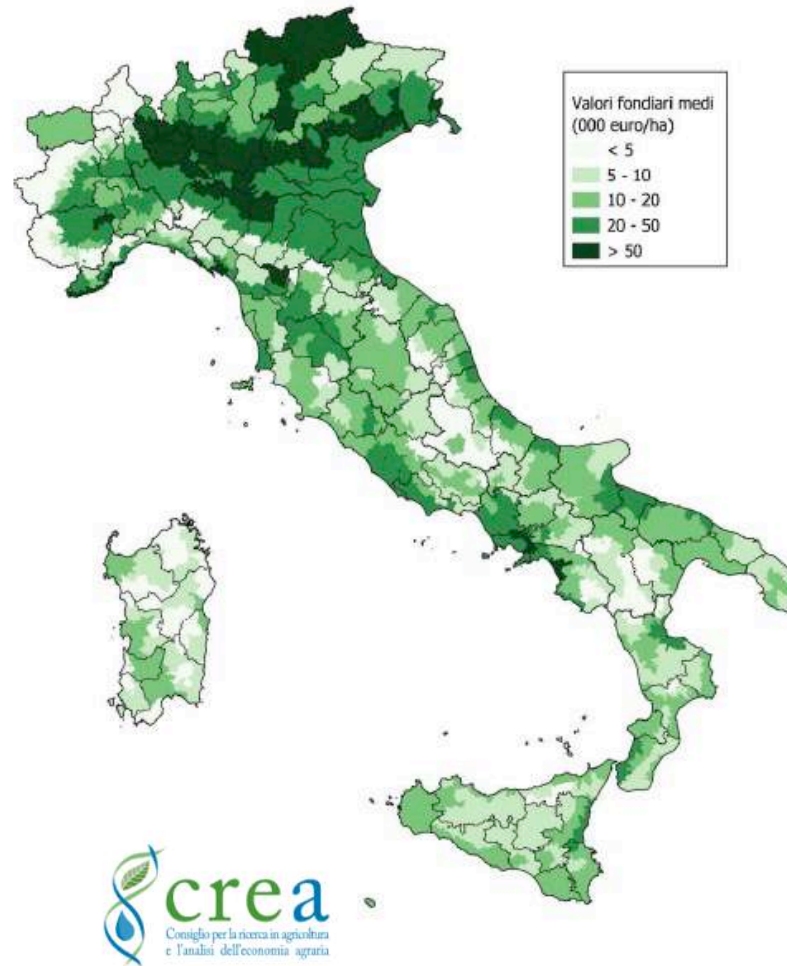 Valori fondiari medi
(000 euro/ha)
< 5
5 - 10
10 - 20
20 - 50
> 50
crea
Consiglio per la ricerca in agricoltura
e l'analisi dell'economia agraria